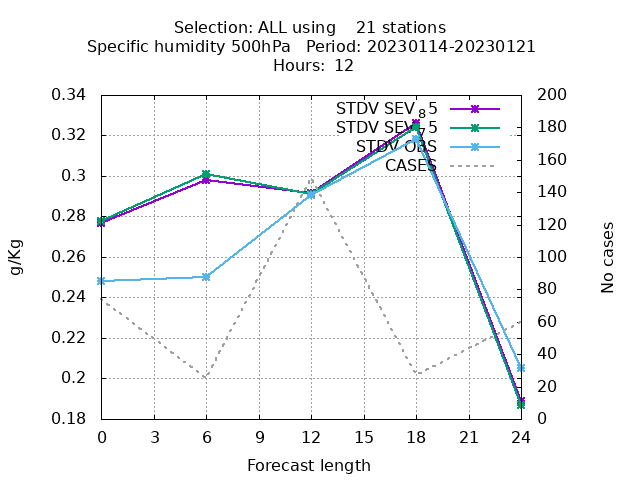 Selection: ALL using    21 stations
Specific humidity 500hPa   Period: 20230114-20230121
Hours:  12
0.34
0.32
0.3
0.28
0.26
0.24
0.22
0.2
0.18
200
180
160
140
120
100
80
60
40
20
0
0
3
6
9
12
15
18
21
24
g/Kg
No cases
Forecast length
STDV SEV 8 5
STDV SEV 7 5
STDV OBS
CASES